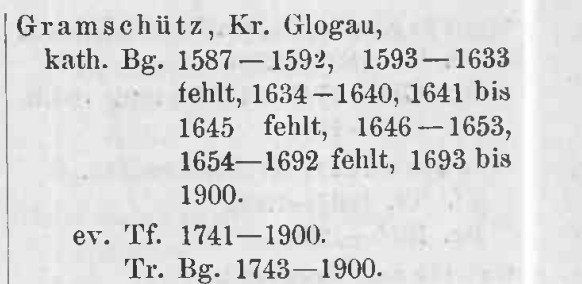 Gramschütz, Kr. Glogau,
kath. Bg. 1587—1592, 1593—1633
fehlt, 1634—1640, 1641 bis
1645 fehlt, 1646—1653,
1654—1692 fehlt, 1693 bis
1900.
ev. Tf. 1741—1900.
Tr. Bg. 1743—1900.